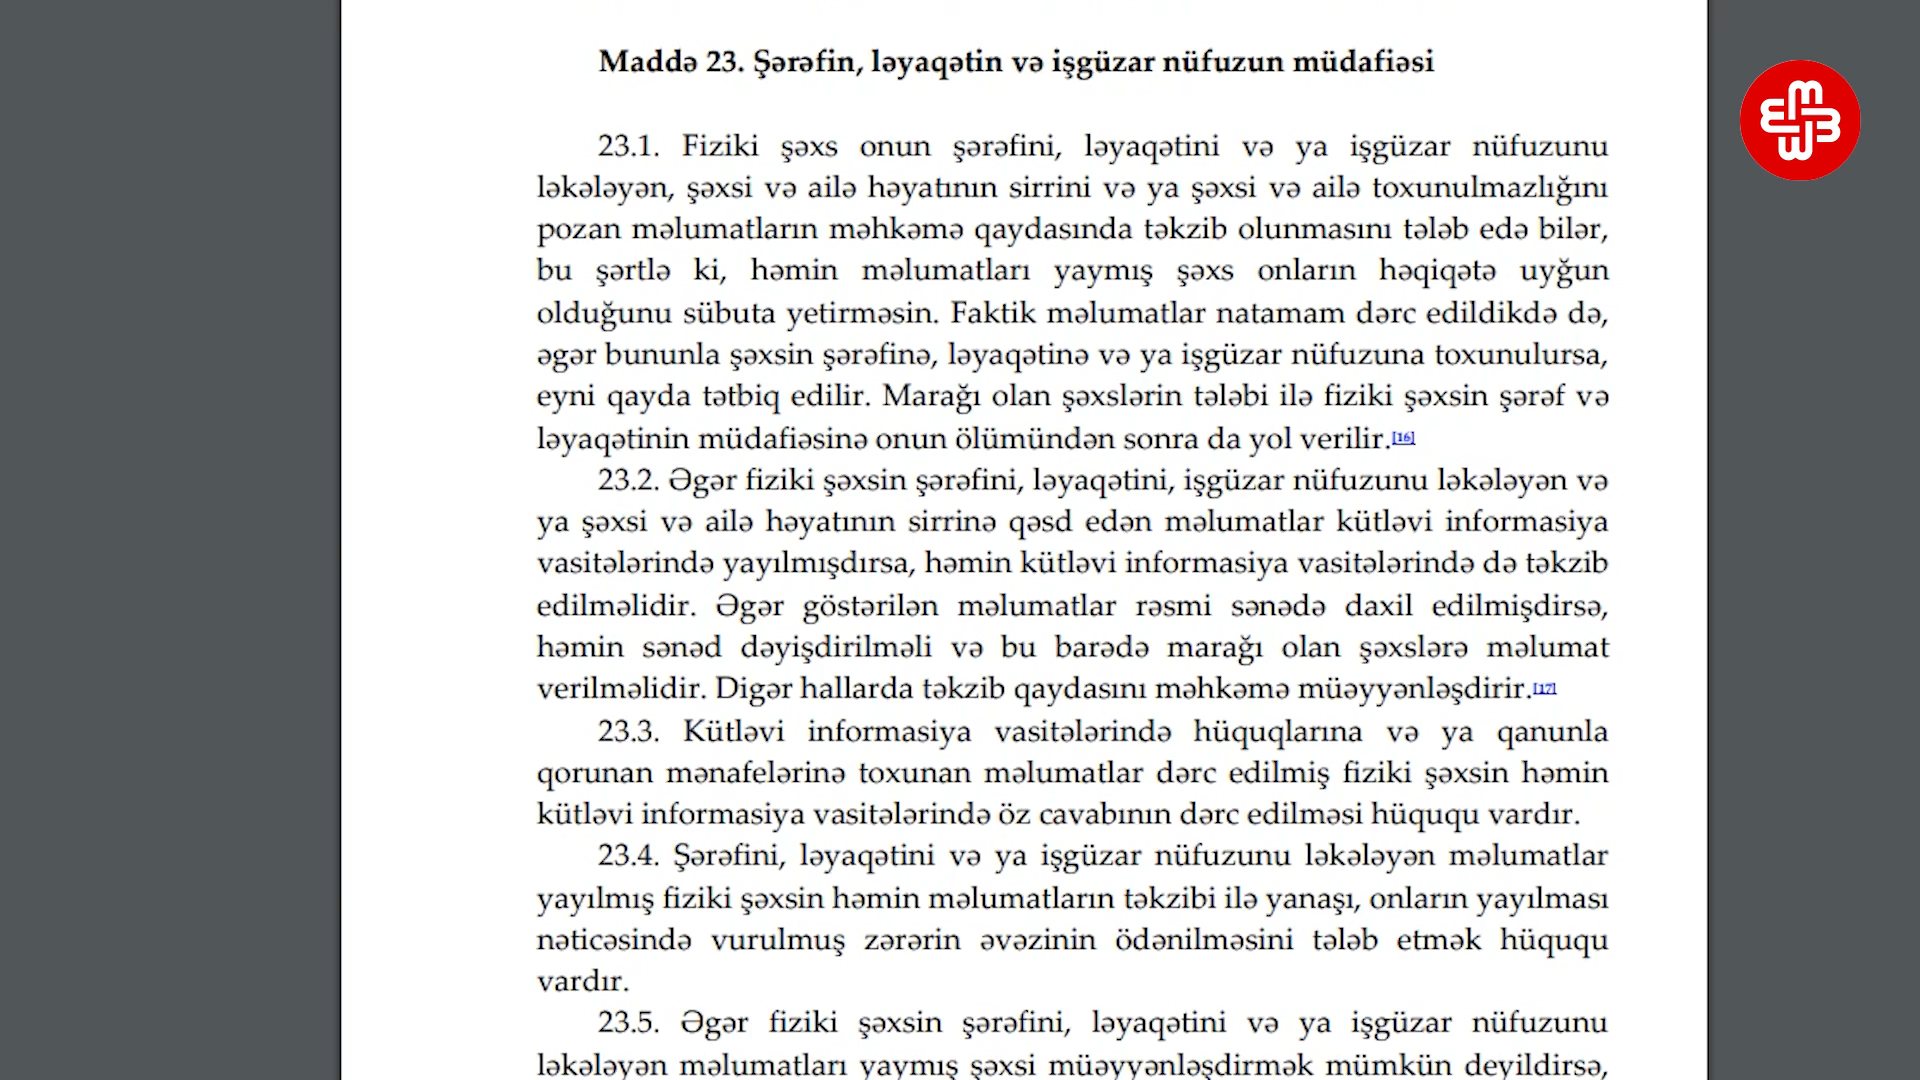 Maddə 23. Şərəfin, ləyaqətin və işgüzar nüfuzun müdafiəsi
23.1. Fiziki şəxs onun şərəfini, ləyaqətini və ya işgüzar nüfuzunu
ləkələyən, şəxsi və ailə həyatının sirrini və ya şəxsi və ailə toxunulmazlığını
pozan məlumatların məhkəmə qaydasında təkzib olunmasını tələb edə bilər,
bu şərtlə ki, həmin məlumatları yaymış şəxs onların həqiqətə uyğun
olduğunu sübuta yetirməsin. Faktik məlumatlar natamam dərc edildikdə də,
əgər bununla şəxsin şərəfinə, ləyaqətinə və ya işgüzar nüfuzuna toxunulursa,
eyni qayda tətbiq edilir. Marağı olan şəxslərin tələbi ilə fiziki şəxsin şərəf və
ləyaqətinin müdafiəsinə onun ölümündən sonra da yol verilir.[16]
23.2. Əgər fiziki şəxsin şərəfini, ləyaqətini, işgüzar nüfuzunu ləkələyən və
ya şəxsi və ailə həyatının sirrinə qəsd edən məlumatlar kütləvi informasiya
vasitələrində yayılmışdırsa, həmin kütləvi informasiya vasitələrində də təkzib
edilməlidir. Əgər göstərilən məlumatlar rəsmi sənədə daxil edilmişdirsə,
həmin sənəd dəyişdirilməli və bu barədə marağı olan şəxslərə məlumat
verilməlidir. Digər hallarda təkzib qaydasını məhkəmə müəyyənləşdirir.[17]
23.3. Kütləvi informasiya vasitələrində hüquqlarına və ya qanunla
qorunan mənafelərinə toxunan məlumatlar dərc edilmiş fiziki şəxsin həmin
kütləvi informasiya vasitələrində öz cavabının dərc edilməsi hüququ vardır.
23.4. Şərəfini, ləyaqətini və ya işgüzar nüfuzunu ləkələyən məlumatlar
yayılmış fiziki şəxsin həmin məlumatların təkzibi ilə yanaşı, onların yayılması
nəticəsində vurulmuş zərərin əvəzinin ödənilməsini tələb etmək hüququ
vardır.
23.5. Əgər fiziki şəxsin şərəfini, ləyaqətini və ya işgüzar nüfuzunu
ləkələyən məlumatları yaymış şəxsi müəyyənləşdirmək mümkün deyildirsə,